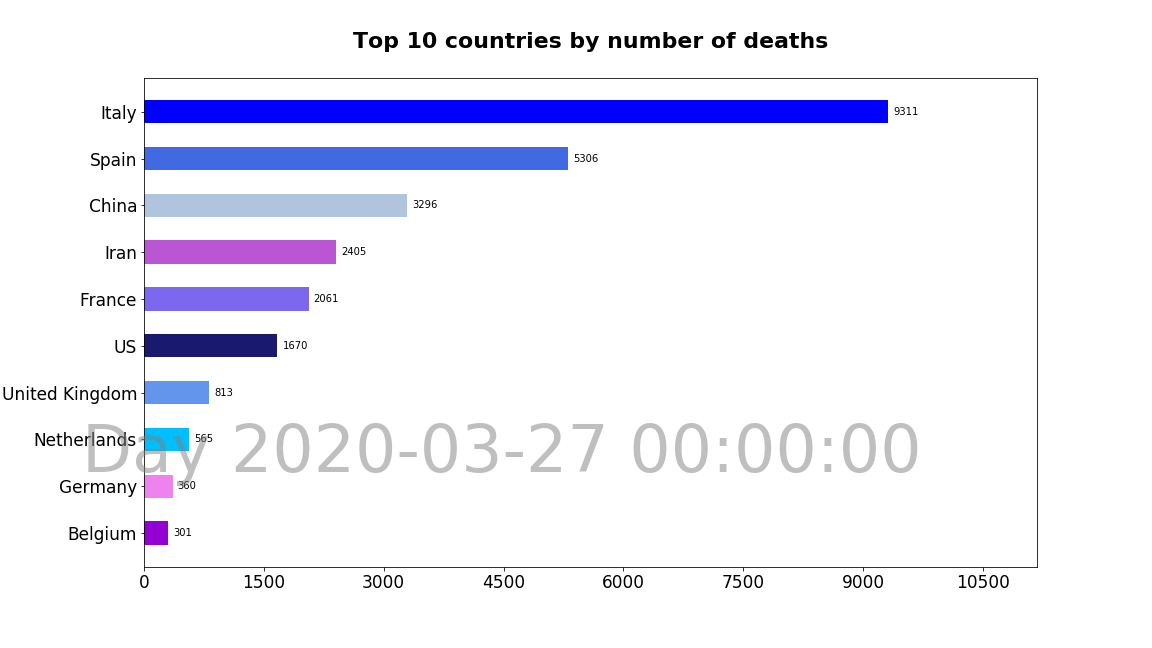 Top 10 countries by number of deaths
Italy 9311
Spain 5306
China 3296
Iran 2405
France 2061
US 1670
United Kingdom 813
Netherlands 565
Day 2020-03-27 00:00:00
Germany 360
Belgium 301
0 1500 3000 4500 6000 7500 9000 10500